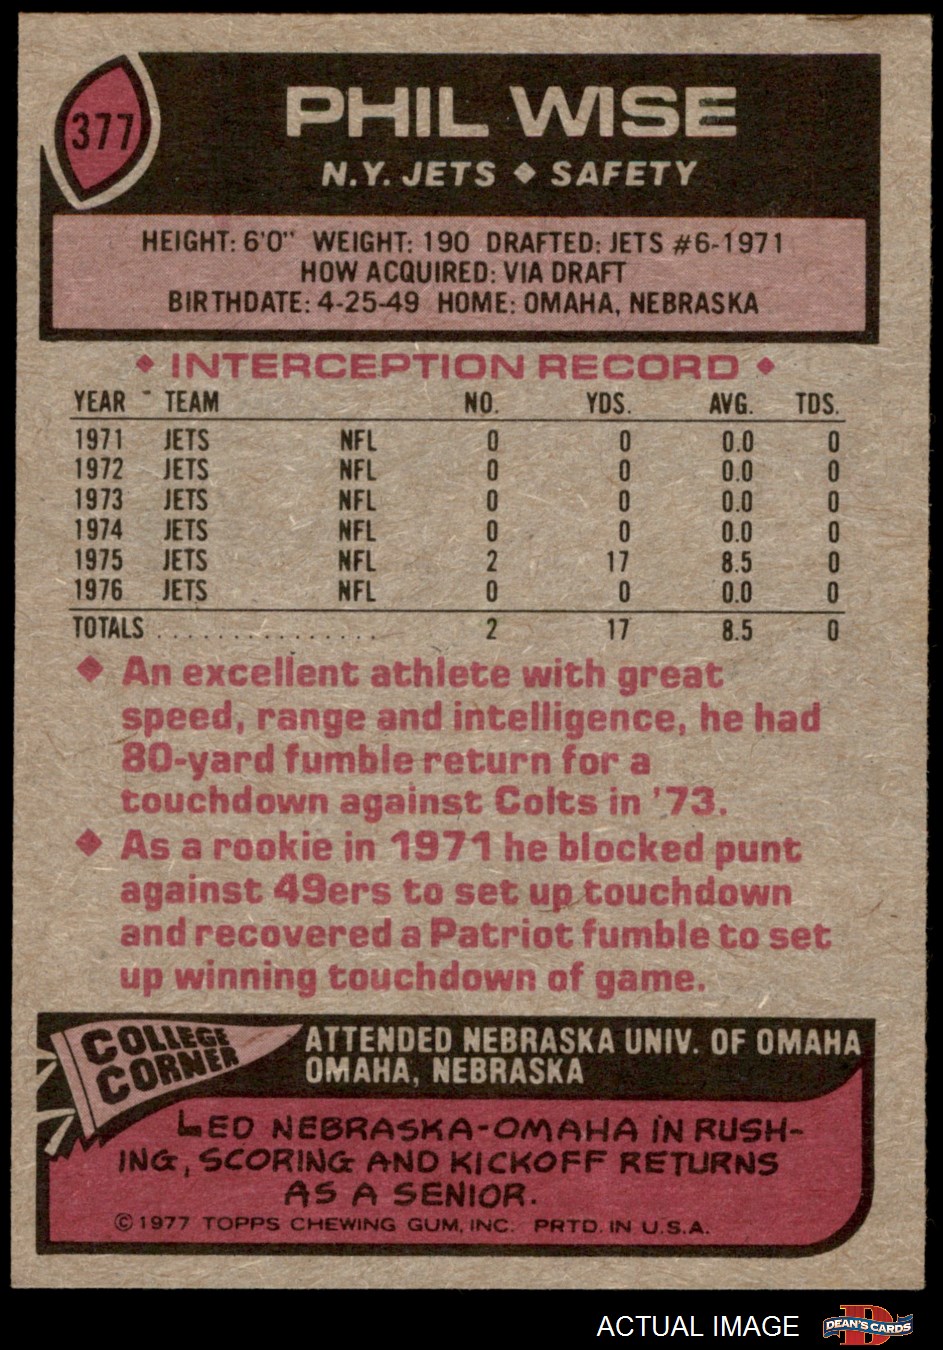 377
PHIL WISE
N.Y. JETS ◆ SAFETY
HEIGHT: 6'0" WEIGHT: 190 DRAFTED: JETS #6-1971
HOW ACQUIRED: VIA DRAFT
BIRTHDATE: 4-25-49 HOME: OMAHA, NEBRASKA
◆ INTERCEPTION RECORD ◆
YEAR TEAM NO. YDS. AVG. TDS.
1971 JETS NFL 0 0 0.0 0
1972 JETS NFL 0 0 0.0 0
1973 JETS NFL 0 0 0.0 0
1974 JETS NFL 0 0 0.0 0
1975 JETS NFL 2 17 8.5 0
1976 JETS NFL 0 0 0.0 0
TOTALS . . . . . . . . . . . . . . . . 2 17 8.5 0
◆ An excellent athlete with great
speed, range and intelligence, he had
80-yard fumble return for a
touchdown against Colts in '73.
◆ As a rookie in 1971 he blocked punt
against 49ers to set up touchdown
and recovered a Patriot fumble to set
up winning touchdown of game.
COLLEGE
CORNER
ATTENDED NEBRASKA UNIV. OF OMAHA
OMAHA, NEBRASKA
LED NEBRASKA-OMAHA IN RUSH-
ING, SCORING AND KICKOFF RETURNS
AS A SENIOR.
©1977 TOPPS CHEWING GUM, INC. PRTD. IN U.S.A.
ACTUAL IMAGE
DEAN'S CARDS